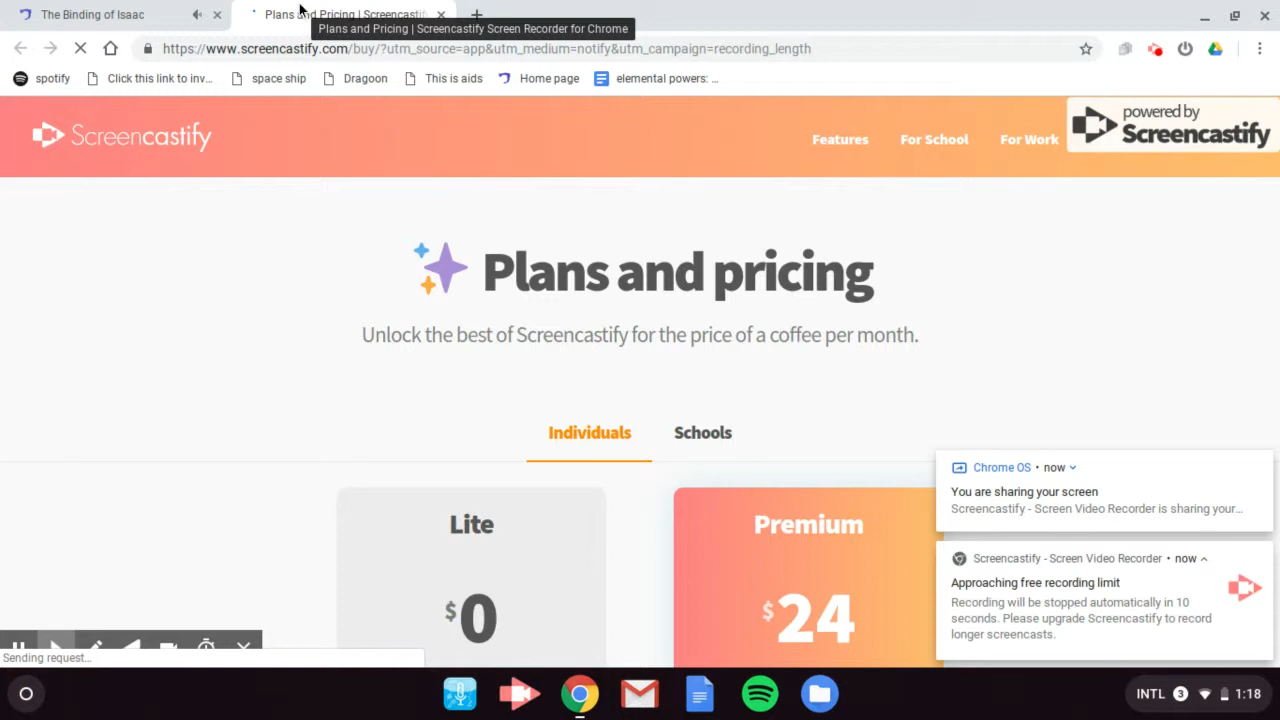 The Binding of Isaac
Plans and Pricing | Screencastif
Plans and Pricing | Screencastify Screen Recorder for Chrome
https://www.screencastify.com/buy/?utm_source=app&utm_medium=notify&utm_campaign=recording_length
spotify
Click this link to inv...
space ship
Dragoon
This is aids
Home page
elemental powers: ...
Screencastify
Features
For School
For Work
powered by
Screencastify
Plans and pricing
Unlock the best of Screencastify for the price of a coffee per month.
Individuals
Schools
Lite
$0
Premium
$24
Chrome OS • now
You are sharing your screen
Screencastify - Screen Video Recorder is sharing your...
Screencastify - Screen Video Recorder • now
Approaching free recording limit
Recording will be stopped automatically in 10
seconds. Please upgrade Screencastify to record
longer screencasts.
Sending request...
INTL 3 1:18